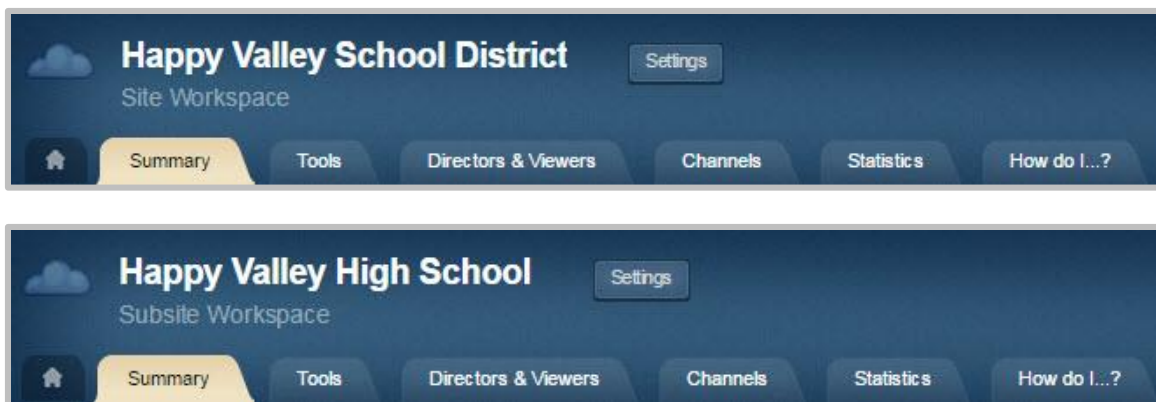 Happy Valley School District Settings
Site Workspace
Summary Tools Directors & Viewers Channels Statistics How do I...?
Happy Valley High School Settings
Subsite Workspace
Summary Tools Directors & Viewers Channels Statistics How do I...?